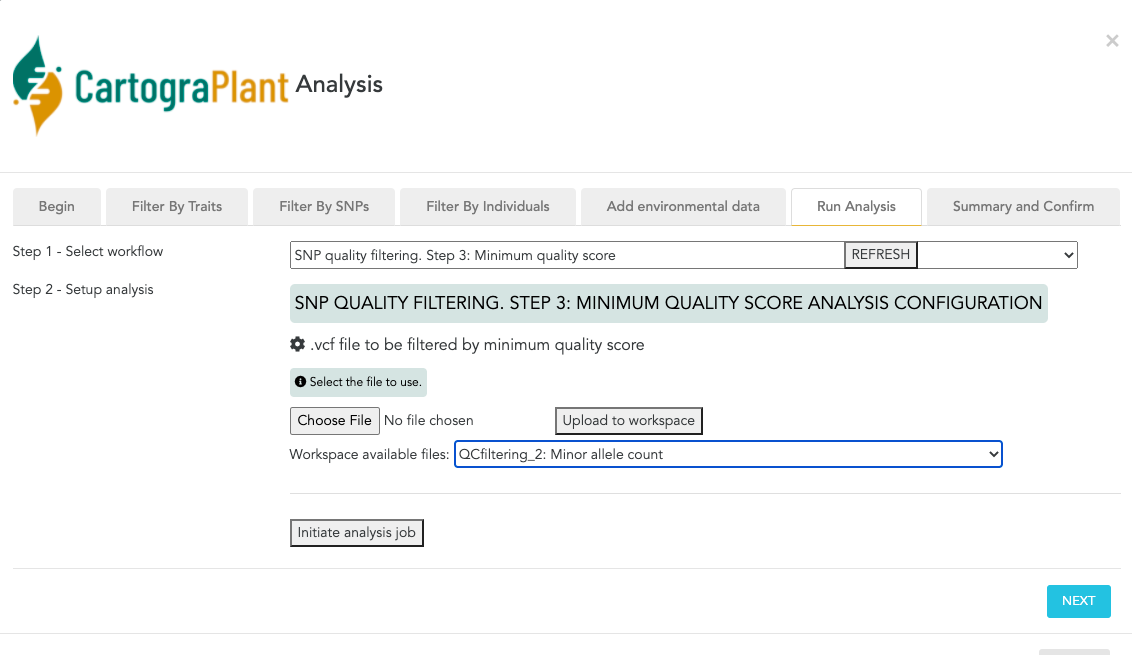 ×
CartograPlant Analysis
Begin
Filter By Traits
Filter By SNPs
Filter By Individuals
Add environmental data
Run Analysis
Summary and Confirm
Step 1 - Select workflow
SNP quality filtering. Step 3: Minimum quality score
REFRESH
Step 2 - Setup analysis
SNP QUALITY FILTERING. STEP 3: MINIMUM QUALITY SCORE ANALYSIS CONFIGURATION
.vcf file to be filtered by minimum quality score
Select the file to use.
Choose File No file chosen
Upload to workspace
Workspace available files: QCfiltering_2: Minor allele count
Initiate analysis job
NEXT